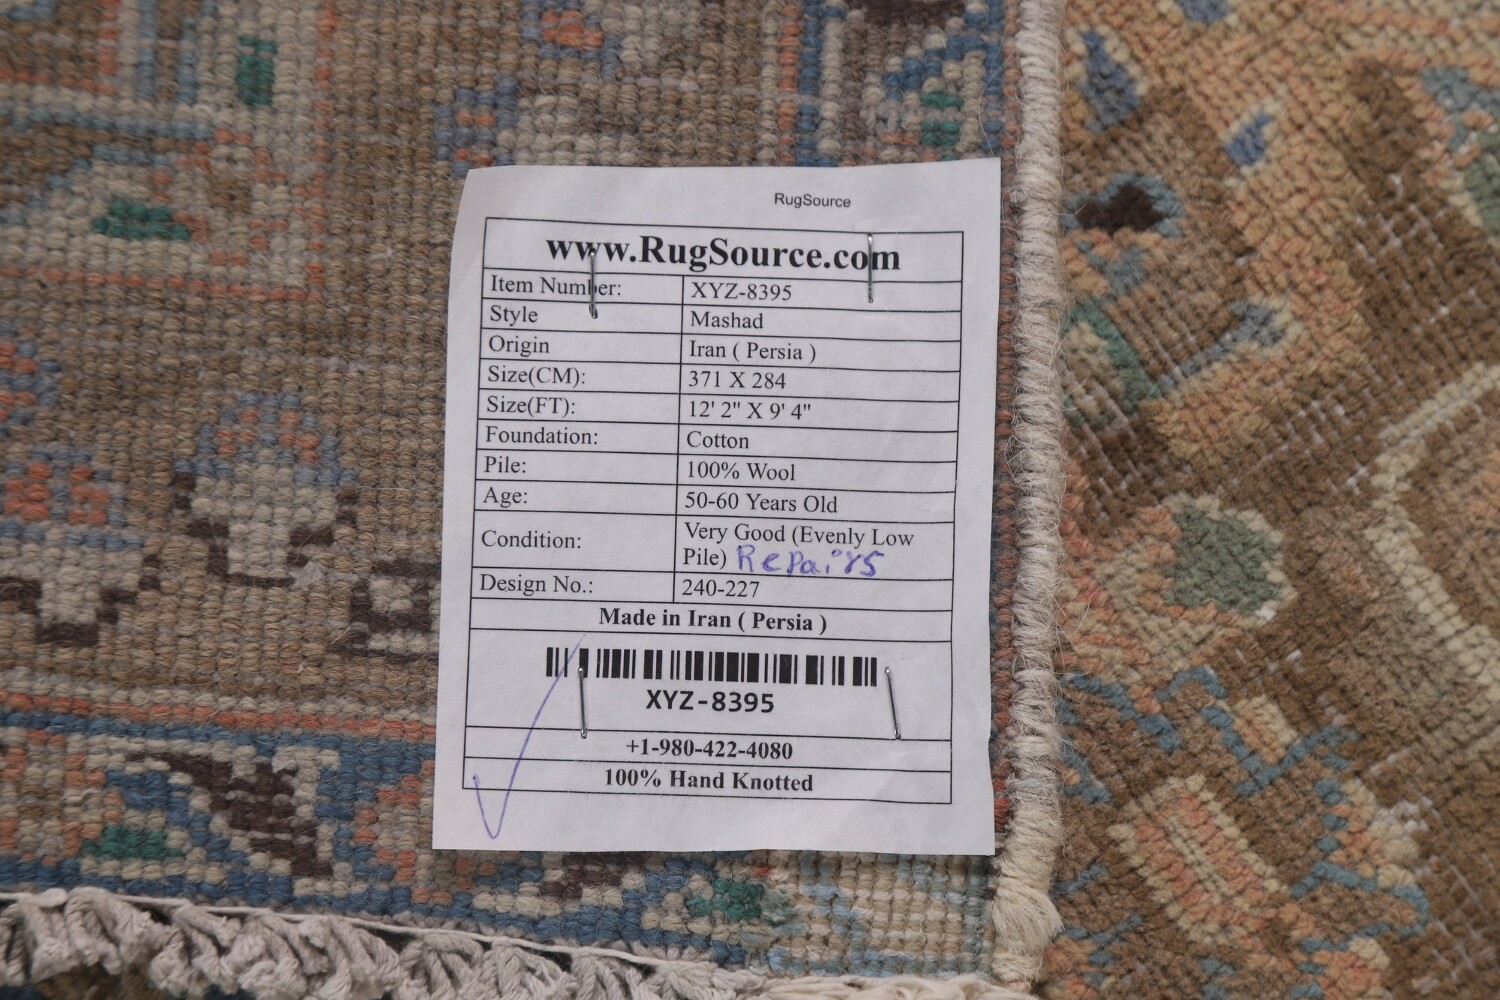 RugSource
www.RugSource.com
Item Number: XYZ-8395
Style Mashad
Origin Iran ( Persia )
Size(CM): 371 X 284
Size(FT): 12' 2" X 9' 4"
Foundation: Cotton
Pile: 100% Wool
Age: 50-60 Years Old
Condition: Very Good (Evenly Low
Pile) Repairs
Design No.: 240-227
Made in Iran ( Persia )
XYZ-8395
+1-980-422-4080
100% Hand Knotted